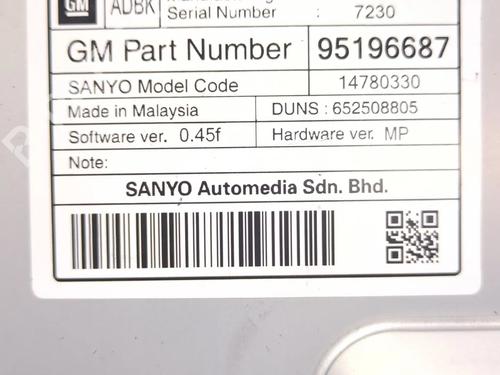 GM ADBK
Serial Number : 7230
GM Part Number 95196687
SANYO Model Code 14780330
Made in Malaysia DUNS : 652508805
Software ver. 0.45f Hardware ver. MP
Note:
SANYO Automedia Sdn. Bhd.